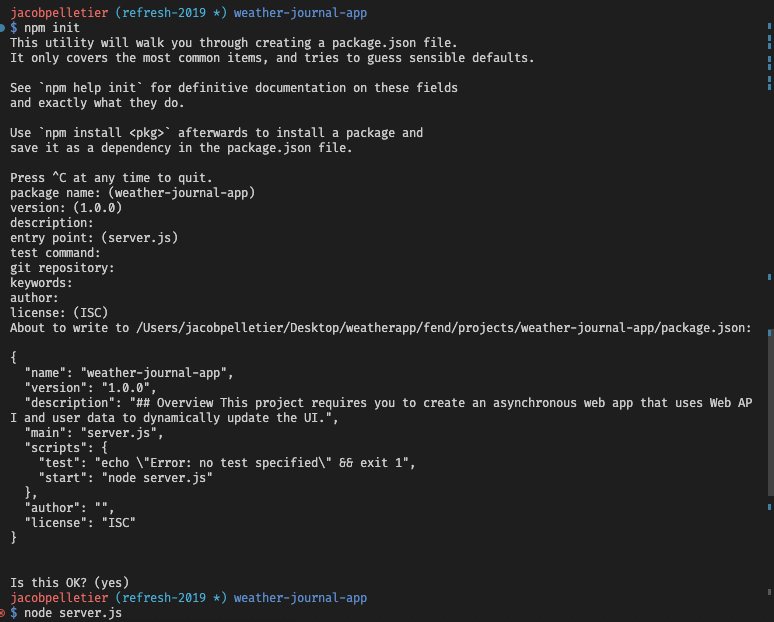 jacobpelletier (refresh-2019 *) weather-journal-app
$ npm init
This utility will walk you through creating a package.json file.
It only covers the most common items, and tries to guess sensible defaults.
See `npm help init` for definitive documentation on these fields
and exactly what they do.
Use `npm install <pkg>` afterwards to install a package and
save it as a dependency in the package.json file.
Press ^C at any time to quit.
package name: (weather-journal-app)
version: (1.0.0)
description:
entry point: (server.js)
test command:
git repository:
keywords:
author:
license: (ISC)
About to write to /Users/jacobpelletier/Desktop/weatherapp/fend/projects/weather-journal-app/package.json:
{
  "name": "weather-journal-app",
  "version": "1.0.0",
  "description": "## Overview This project requires you to create an asynchronous web app that uses Web AP
I and user data to dynamically update the UI.",
  "main": "server.js",
  "scripts": {
    "test": "echo \"Error: no test specified\" && exit 1",
    "start": "node server.js"
  },
  "author": "",
  "license": "ISC"
}
Is this OK? (yes)
jacobpelletier (refresh-2019 *) weather-journal-app
$ node server.js